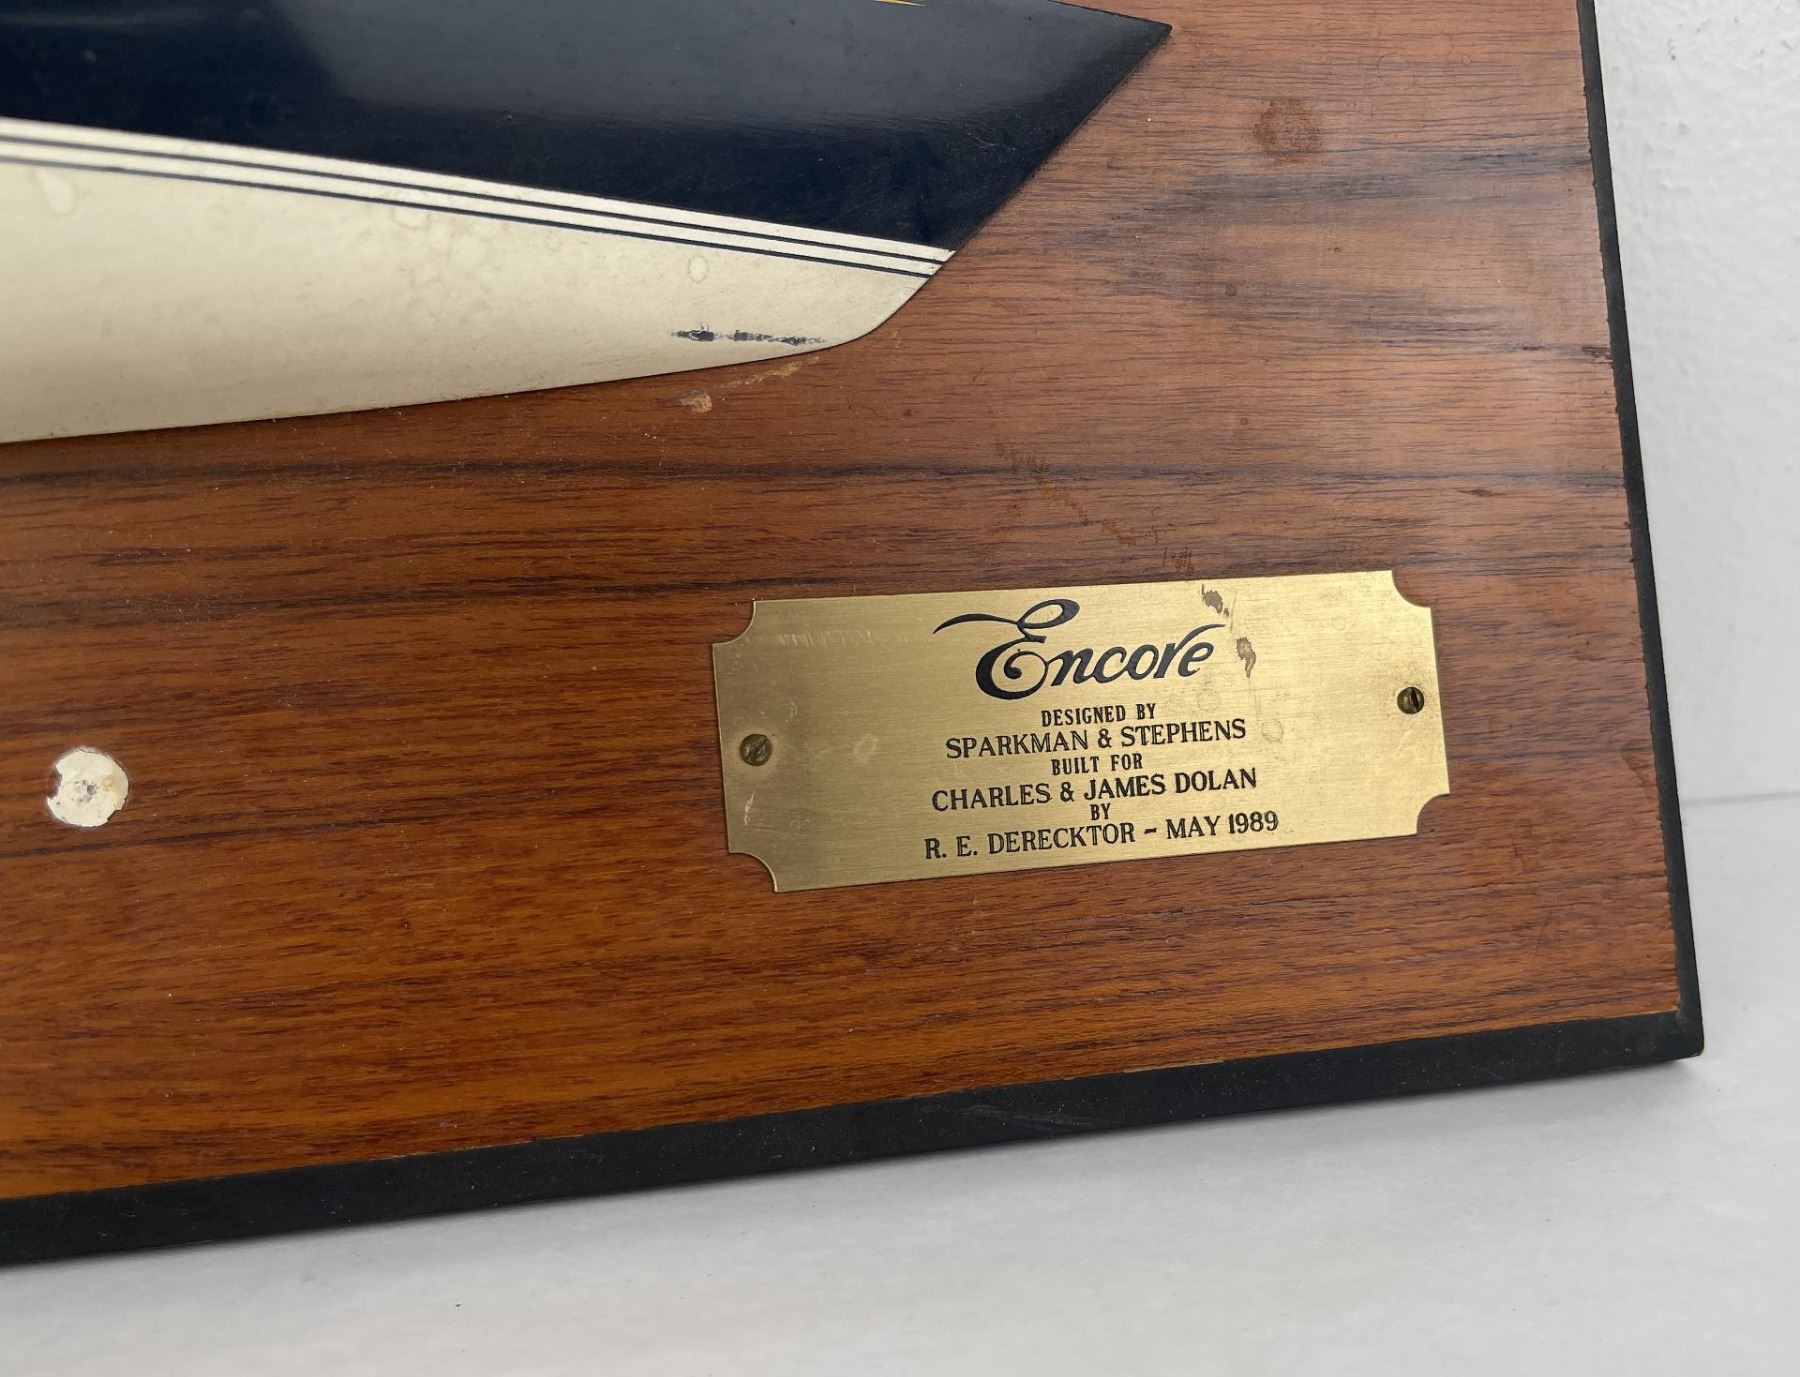 Encore
DESIGNED BY
SPARKMAN & STEPHENS
BUILT FOR
CHARLES & JAMES DOLAN
BY
R. E. DERECKTOR - MAY 1989